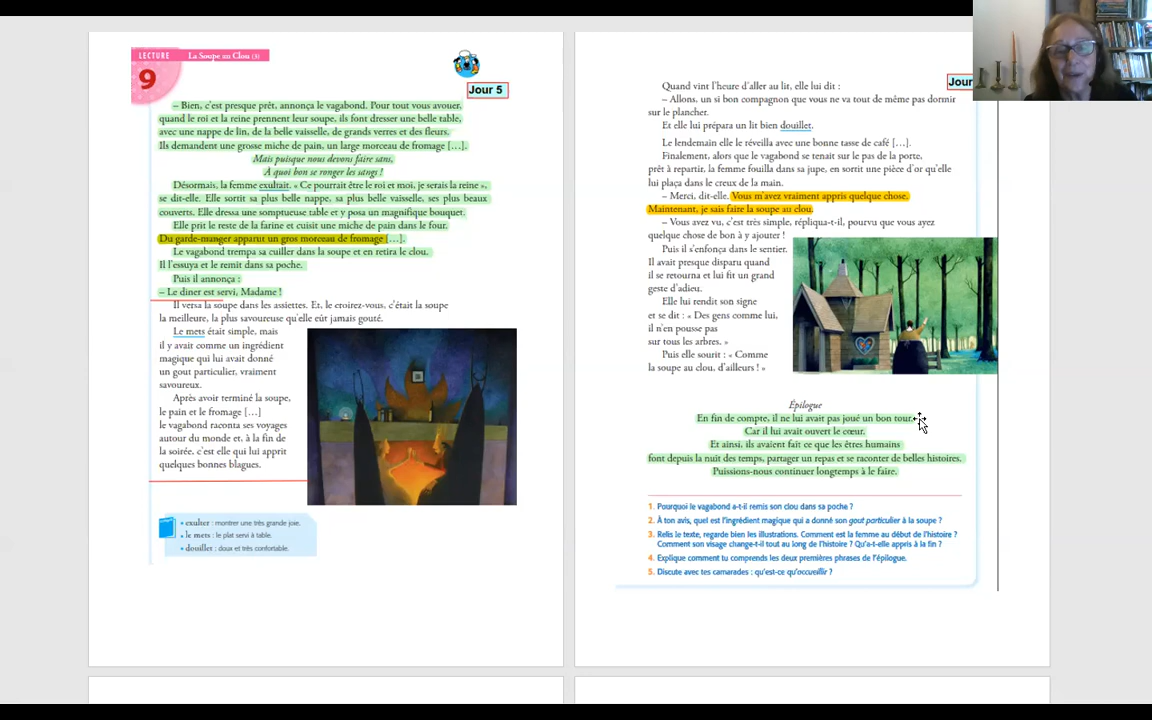 LECTURE La Soupe au Clou (3)
9
Jour 5
– Bien, c'est presque prêt, annonça le vagabond. Pour tout vous avouer,
quand le roi et la reine prennent leur soupe, ils font dresser une belle table,
avec une nappe de lin, de la belle vaisselle, de grands verres et des fleurs.
Ils demandent une grosse miche de pain, un large morceau de fromage [...].
Mais puisque nous devons faire sans,
A quoi bon se ronger les sangs !
Désormais, la femme exultait. « Ce pourrait être le roi et moi, je serais la reine »,
se dit-elle. Elle sortit sa plus belle nappe, sa plus belle vaisselle, ses plus beaux
couverts. Elle dressa une somptueuse table et y posa un magnifique bouquet.
Elle prit le reste de la farine et cuisit une miche de pain dans le four.
Du garde-manger apparut un gros morceau de fromage [...].
Le vagabond trempa sa cuiller dans la soupe et en retira le clou.
Il l'essuya et le remit dans sa poche.
Puis il annonça :
– Le dîner est servi, Madame !
Il versa la soupe dans les assiettes. Et, le croirez-vous, c'était la soupe
la meilleure, la plus savoureuse qu'elle eût jamais gouté.
Le mets était simple, mais
il y avait comme un ingrédient
magique qui lui avait donné
un gout particulier, vraiment
savoureux.
Après avoir terminé la soupe,
le pain et le fromage [...]
le vagabond raconta ses voyages
autour du monde et, à la fin de
la soirée, c'est elle qui lui apprit
quelques bonnes blagues.
• exulter : montrer une très grande joie.
• le mets : le plat servi à table.
• douillet : doux et très confortable.
Jour
Quand vint l'heure d'aller au lit, elle lui dit :
– Allons, un si bon compagnon que vous ne va tout de même pas dormir
sur le plancher.
Et elle lui prépara un lit bien douillet.
Le lendemain elle le réveilla avec une bonne tasse de café [...].
Finalement, alors que le vagabond se tenait sur le pas de la porte,
prêt à repartir, la femme fouilla dans sa jupe, en sortit une pièce d'or qu'elle
lui plaça dans le creux de la main.
– Merci, dit-elle. Vous m'avez vraiment appris quelque chose.
Maintenant, je sais faire la soupe au clou.
– Vous avez vu, c'est très simple, répliqua-t-il, pourvu que vous ayez
quelque chose de bon à y ajouter !
Puis il s'enfonça dans le sentier.
Il avait presque disparu quand
il se retourna et lui fit un grand
geste d'adieu.
Elle lui rendit son signe
et se dit : « Des gens comme lui,
il n'en pousse pas
sur tous les arbres. »
Puis elle sourit : « Comme
la soupe au clou, d'ailleurs ! »
Épilogue
En fin de compte, il ne lui avait pas joué un bon tour,
Car il lui avait ouvert le cœur.
Et ainsi, ils avaient fait ce que les êtres humains
font depuis la nuit des temps, partager un repas et se raconter de belles histoires.
Puissions-nous continuer longtemps à le faire.
1. Pourquoi le vagabond a-t-il remis son clou dans sa poche ?
2. À ton avis, quel est l'ingrédient magique qui a donné son gout particulier à la soupe ?
3. Relis le texte, regarde bien les illustrations. Comment est la femme au début de l'histoire ?
Comment son visage change-t-il tout au long de l'histoire ? Qu'a-t-elle appris à la fin ?
4. Explique comment tu comprends les deux premières phrases de l'épilogue.
5. Discute avec tes camarades : qu'est-ce qu'accueillir ?